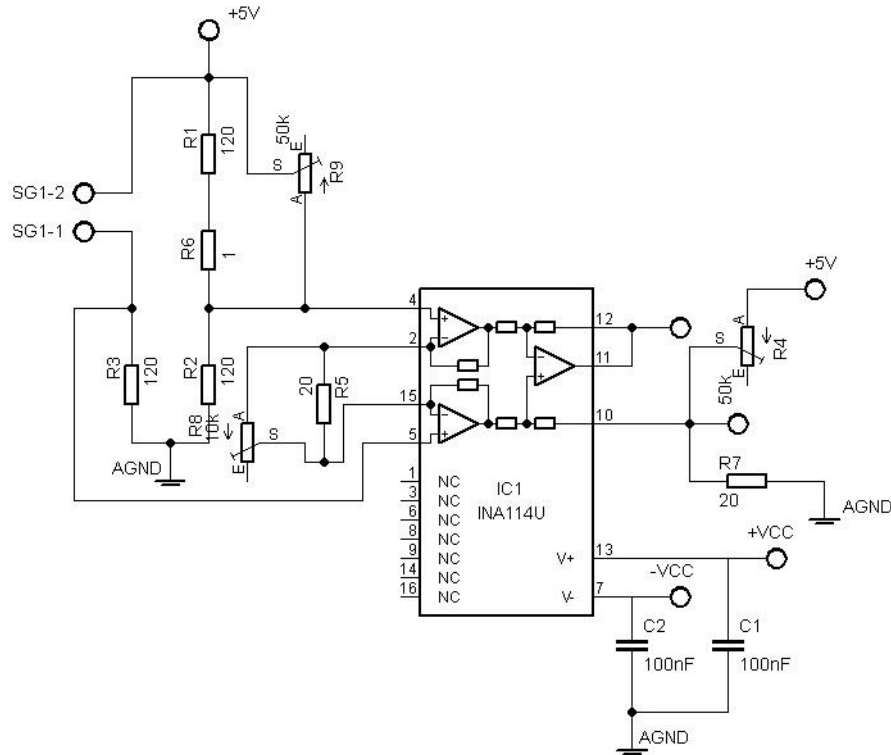 +5V
R1
120
50k
E
S
R9
A
SG1-2
SG1-1
R6
1
R3
120
R2
120
R8
10k
A
S
E
20
R5
AGND
4
2
15
5
1
3
6
8
9
14
16
NC
NC
NC
NC
NC
NC
NC
+
-
-
+
-
+
IC1
INA114U
V+
V-
12
11
10
13
7
+5V
A
S
R4
E
50k
R7
20
AGND
+VCC
-VCC
C2
100nF
C1
100nF
AGND